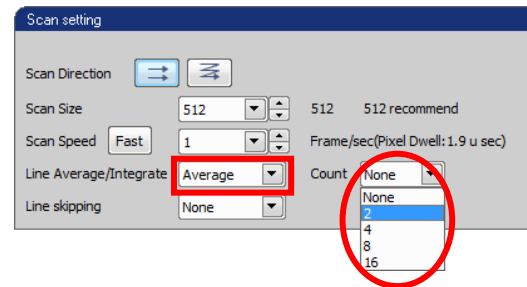 Scan setting
Scan Direction
Scan Size 512 512 512 recommend
Scan Speed Fast 1 Frame/sec(Pixel Dwell:1.9 u sec)
Line Average/Integrate Average Count None
Line skipping None
None
2
4
8
16